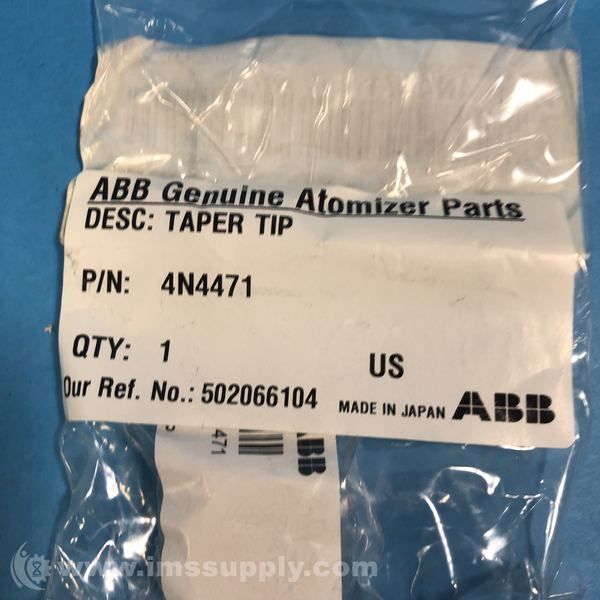 ABB Genuine Atomizer Parts
DESC: TAPER TIP
P/N: 4N4471
QTY: 1
US
Our Ref. No.: 502066104
MADE IN JAPAN ABB
471
ABB
www.imssupply.com